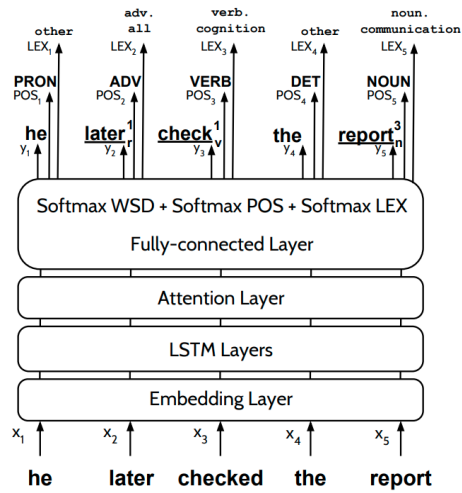 adv. verb. noun.
other all cognition other communication
LEX1 LEX2 LEX3 LEX4 LEX5
PRON ADV VERB DET NOUN
POS1 POS2 POS3 POS4 POS5
he later1r check1v the report3n
y1 y2 y3 y4 y5
Softmax WSD + Softmax POS + Softmax LEX
Fully-connected Layer
Attention Layer
LSTM Layers
Embedding Layer
x1 x2 x3 x4 x5
he later checked the report